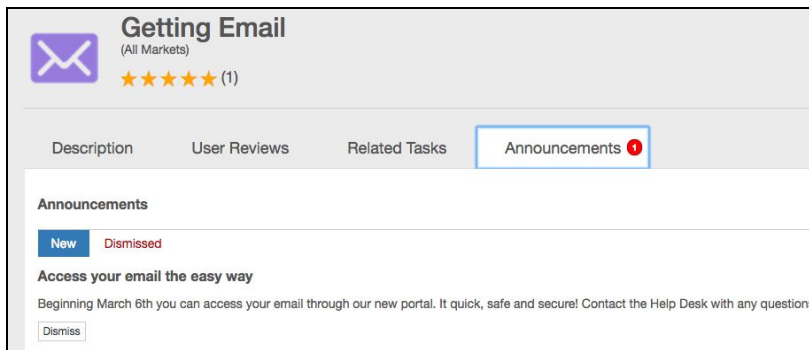 Getting Email
(All Markets)
(1)
Description User Reviews Related Tasks Announcements 1
Announcements
New Dismissed
Access your email the easy way
Beginning March 6th you can access your email through our new portal. It quick, safe and secure! Contact the Help Desk with any question
Dismiss